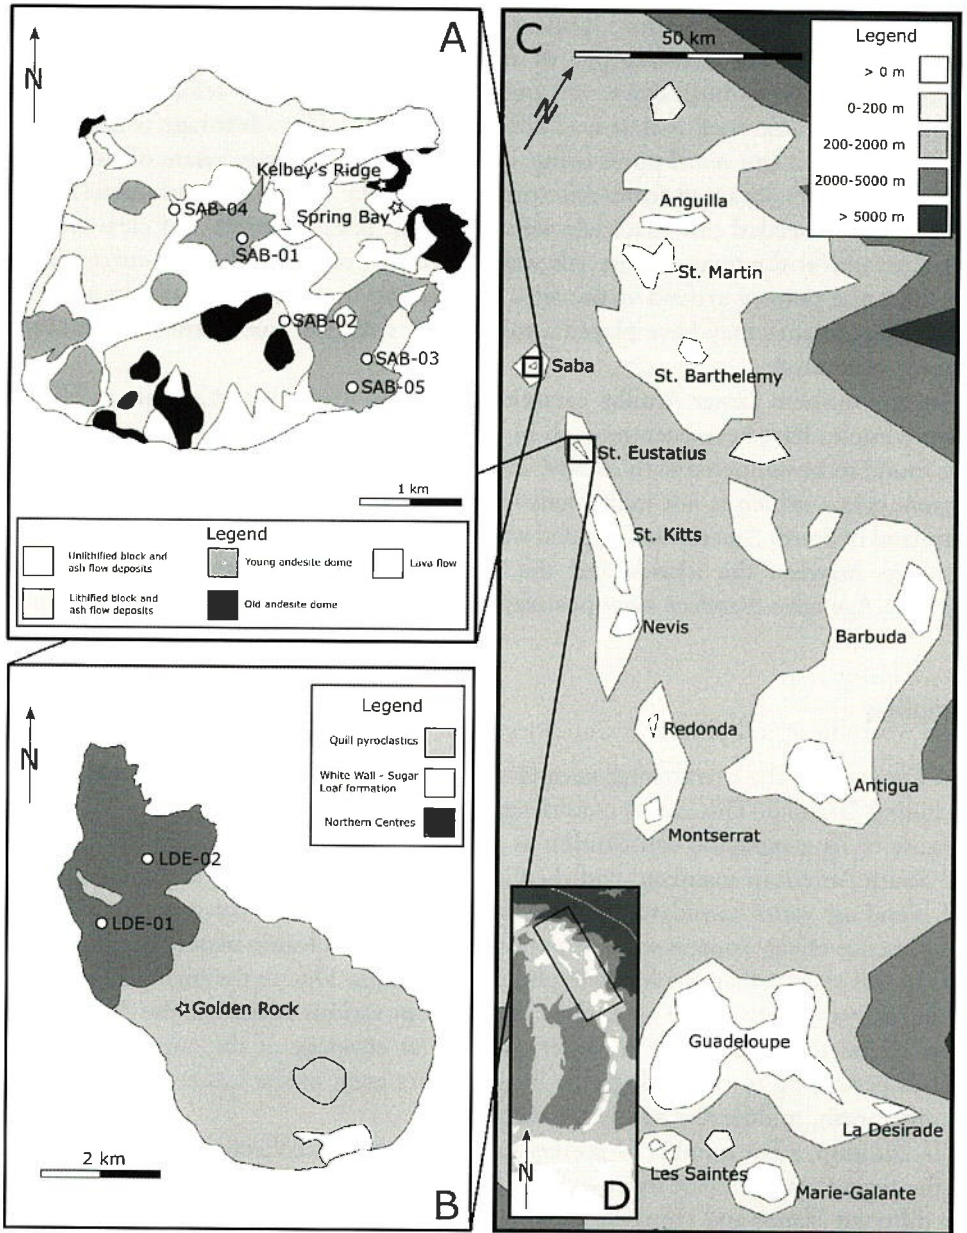 A
N
Kelbey's Ridge
SAB-04
Spring Bay
SAB-01
SAB-02
SAB-03
SAB-05
1 km
Legend
Unlithified block and
ash flow deposits
Young andesite dome
Lava flow
Lithified block and
ash flow deposits
Old andesite dome
B
N
Legend
Quill pyroclastics
White Wall - Sugar
Loaf formation
Northern Centres
LDE-02
LDE-01
Golden Rock
2 km
C
50 km
N
Legend
> 0 m
0-200 m
200-2000 m
2000-5000 m
> 5000 m
Anguilla
St. Martin
Saba
St. Barthelemy
St. Eustatius
St. Kitts
Nevis
Barbuda
Redonda
Antigua
Montserrat
Guadeloupe
La Désirade
Les Saintes
Marie-Galante
N
D